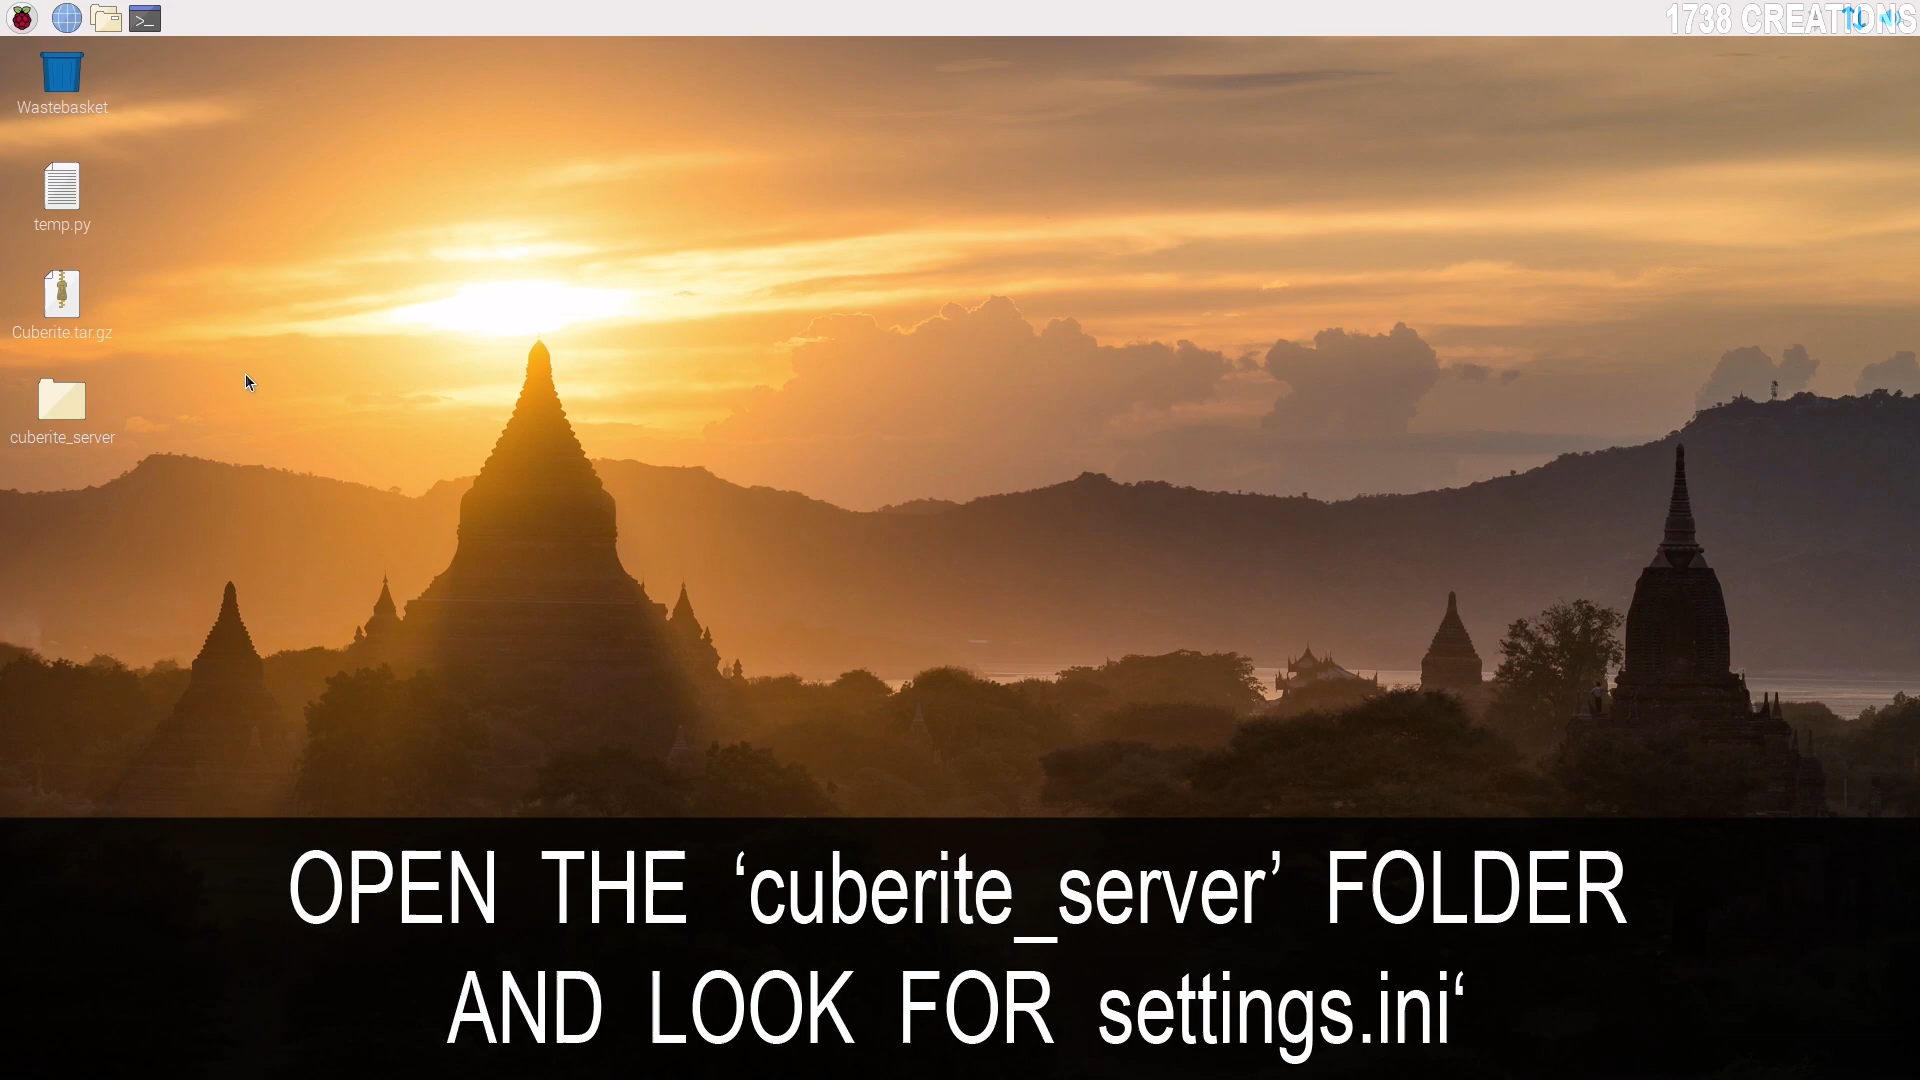 1738 CREATIONS
Wastebasket
temp.py
Cuberite.tar.gz
cuberite_server
OPEN THE ‘cuberite_server’ FOLDER
AND LOOK FOR settings.ini‘